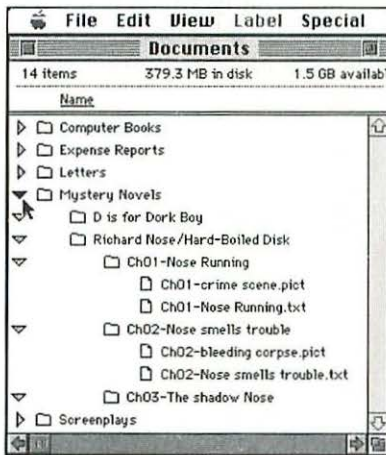 File Edit View Label Special
Documents
14 items 379.3 MB in disk 1.5 GB availab
Name
Computer Books
Expense Reports
Letters
Mystery Novels
D is for Dork Boy
Richard Nose/Hard-Boiled Disk
Ch01-Nose Running
Ch01-crime scene.pict
Ch01-Nose Running.txt
Ch02-Nose smells trouble
Ch02-bleeding corpse.pict
Ch02-Nose smells trouble.txt
Ch03-The shadow Nose
Screenplays